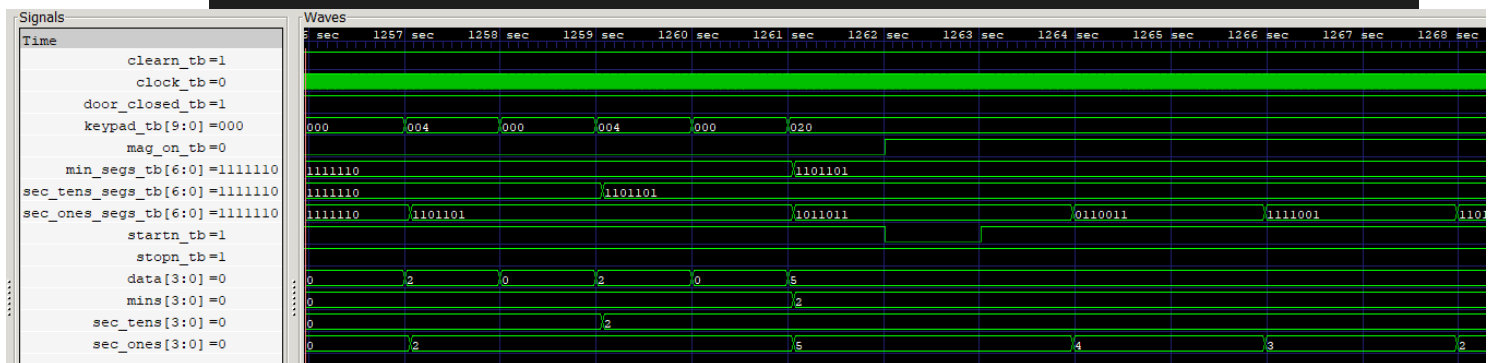 Signals Waves
Time sec 1257 sec 1258 sec 1259 sec 1260 sec 1261 sec 1262 sec 1263 sec 1264 sec 1265 sec 1266 sec 1267 sec 1268 sec
clearn_tb=1
clock_tb=0
door_closed_tb=1
keypad_tb[9:0]=000 000 004 000 004 000 020
mag_on_tb=0
min_segs_tb[6:0]=1111110 1111110 1101101
sec_tens_segs_tb[6:0]=1111110 1111110 1101101
sec_ones_segs_tb[6:0]=1111110 1111110 1101101 1011011 0110011 1111001 1101
startn_tb=1
stopn_tb=1
data[3:0]=0 0 2 0 2 0 5
mins[3:0]=0 0 2
sec_tens[3:0]=0 0 2
sec_ones[3:0]=0 0 2 5 4 3 2